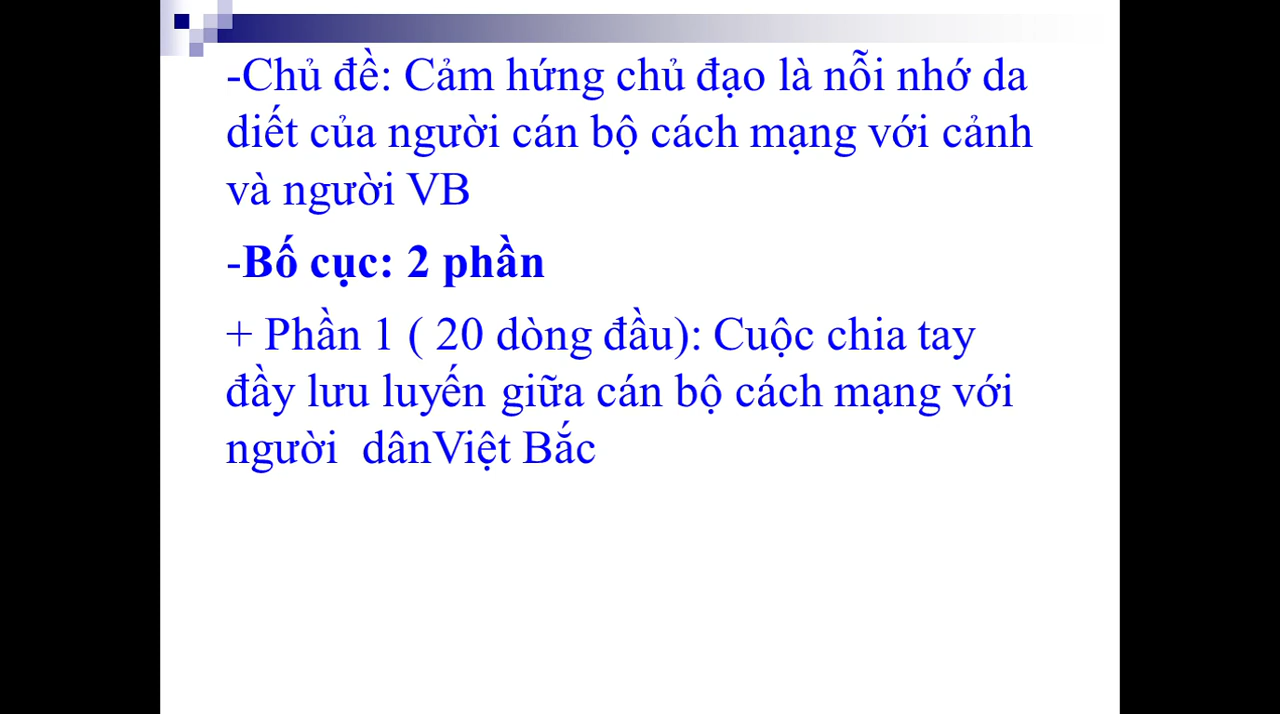 -Chủ đề: Cảm hứng chủ đạo là nỗi nhớ da
diết của người cán bộ cách mạng với cảnh
và người VB
-Bố cục: 2 phần
+ Phần 1 ( 20 dòng đầu): Cuộc chia tay
đầy lưu luyến giữa cán bộ cách mạng với
người  dânViệt Bắc